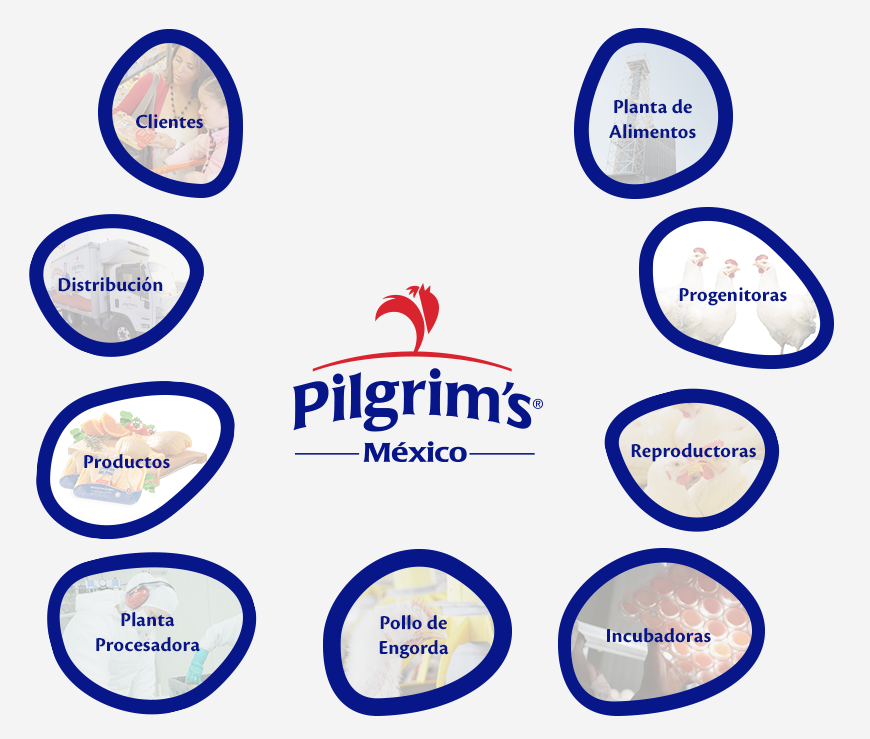 Clientes
Planta de
Alimentos
Distribución
Progenitoras
Pilgrim's®
México
Productos
Reproductoras
Planta
Procesadora
Pollo de
Engorda
Incubadoras